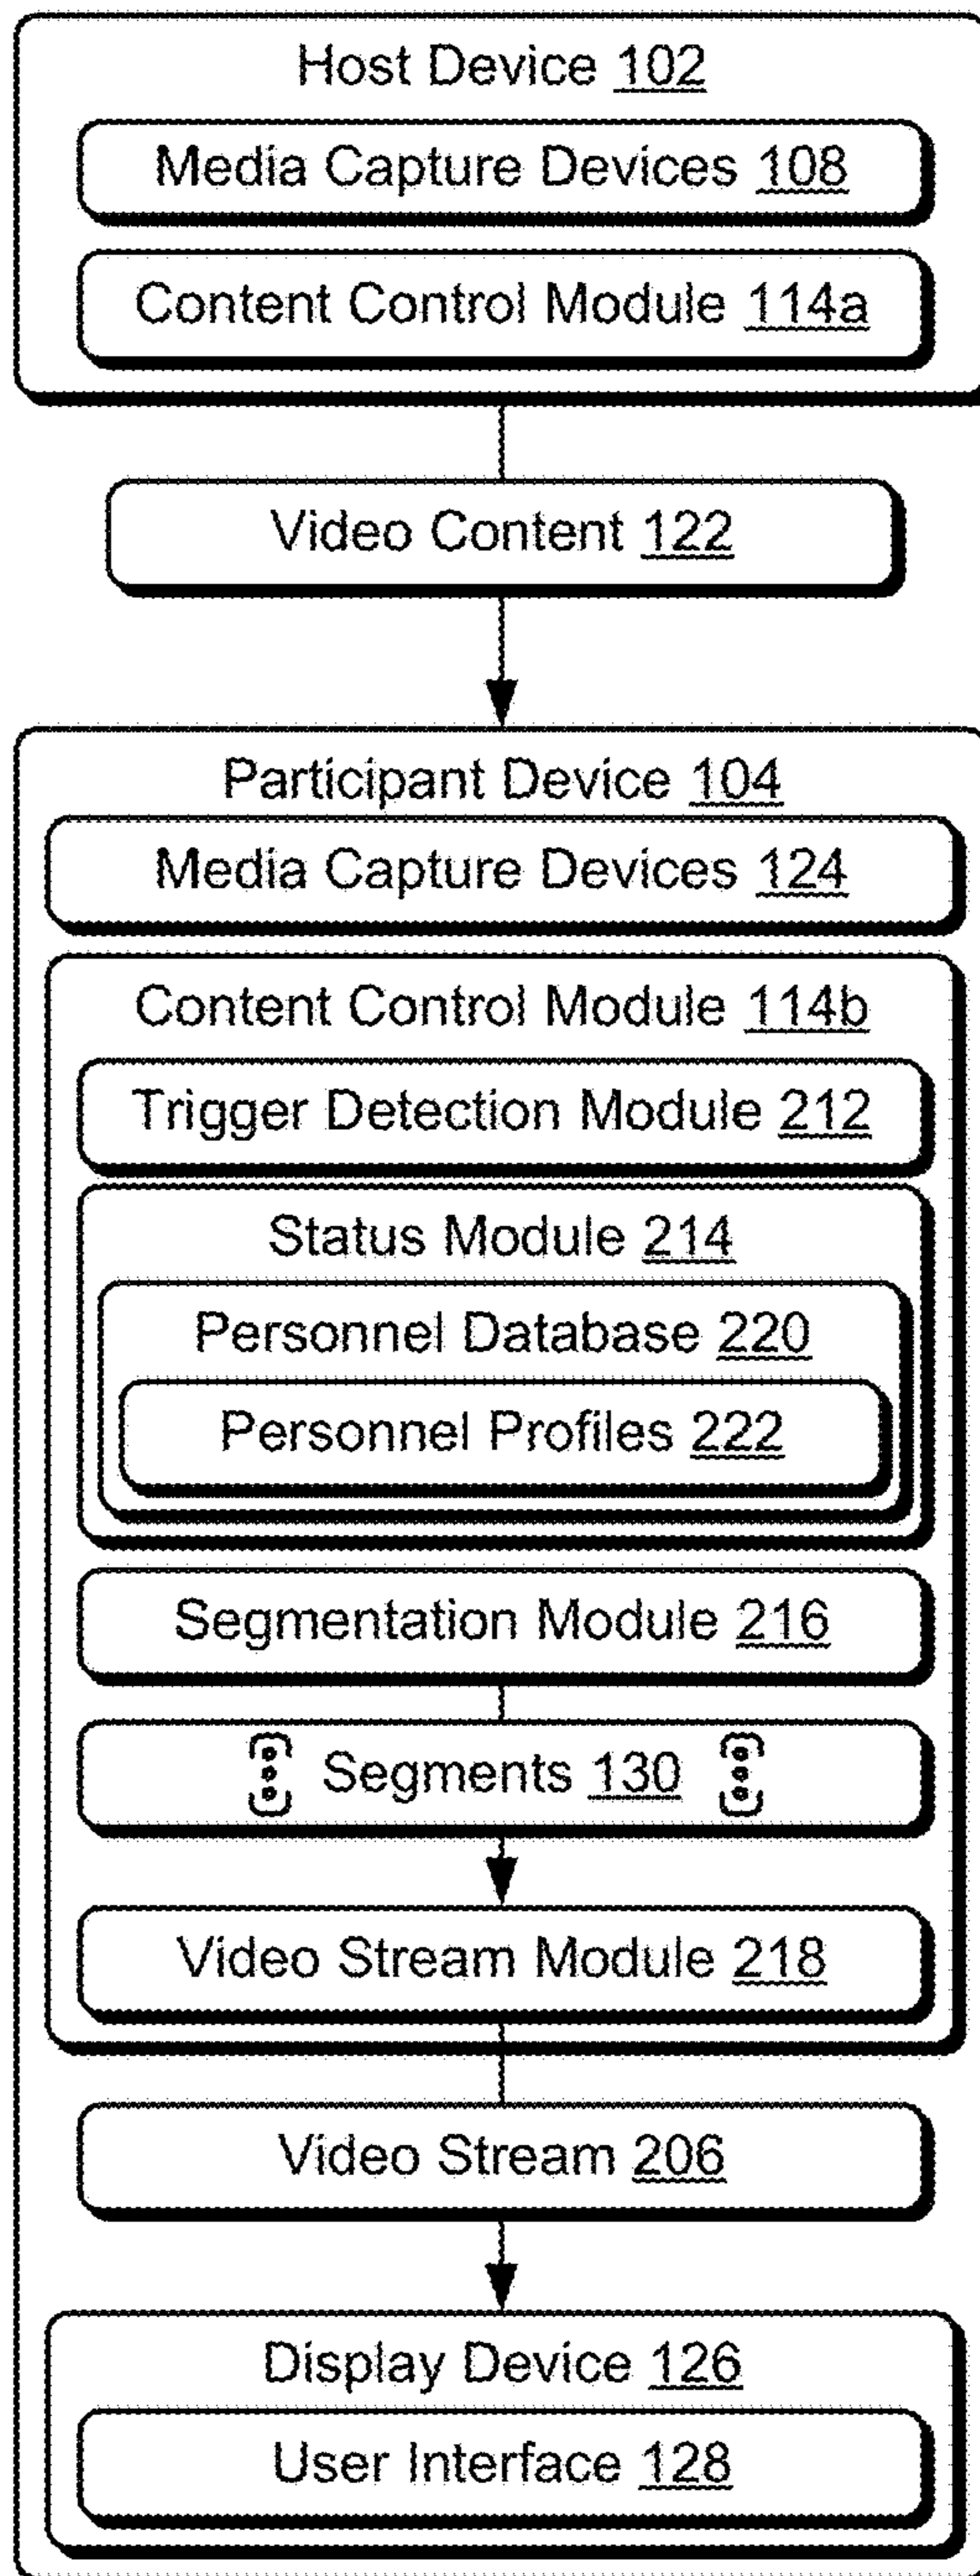 Host Device 102
Media Capture Devices 108
Content Control Module 114a
Video Content 122
Participant Device 104
Media Capture Devices 124
Content Control Module 114b
Trigger Detection Module 212
Status Module 214
Personnel Database 220
Personnel Profiles 222
Segmentation Module 216
Segments 130
Video Stream Module 218
Video Stream 206
Display Device 126
User Interface 128